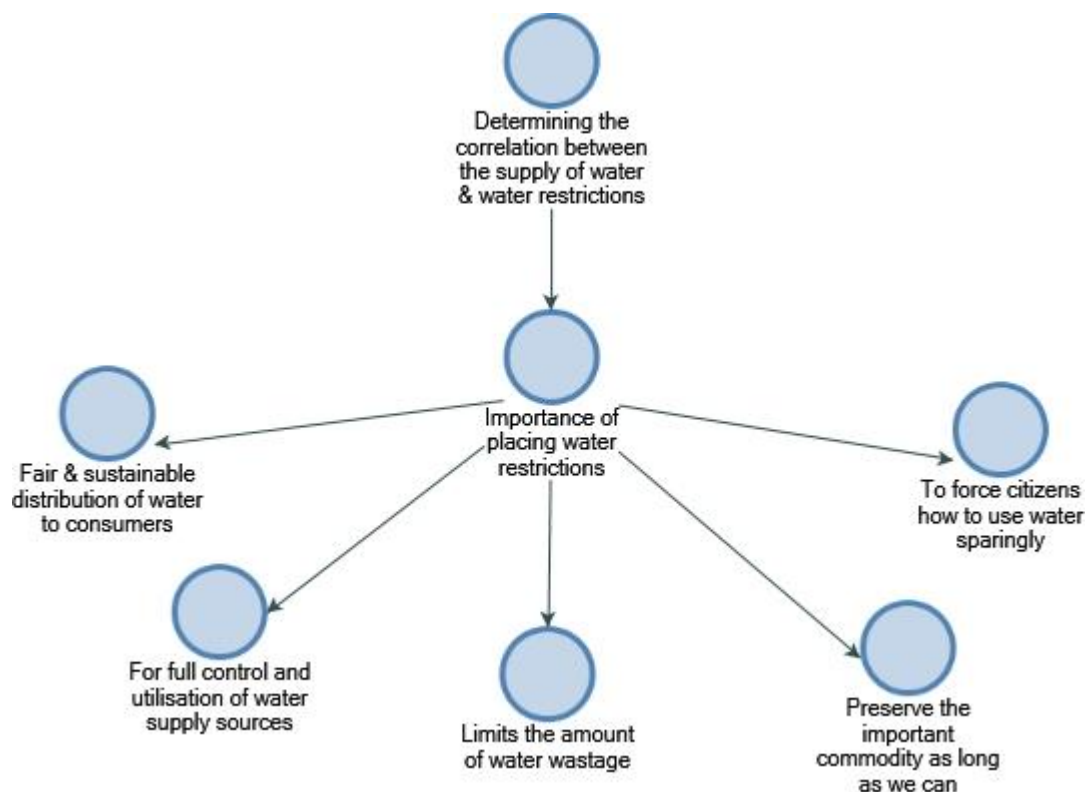 Determining the
correlation between
the supply of water
& water restrictions
Importance of
placing water
restrictions
Fair & sustainable
distribution of water
to consumers
To force citizens
how to use water
sparingly
For full control and
utilisation of water
supply sources
Limits the amount
of water wastage
Preserve the
important
commodity as long
as we can